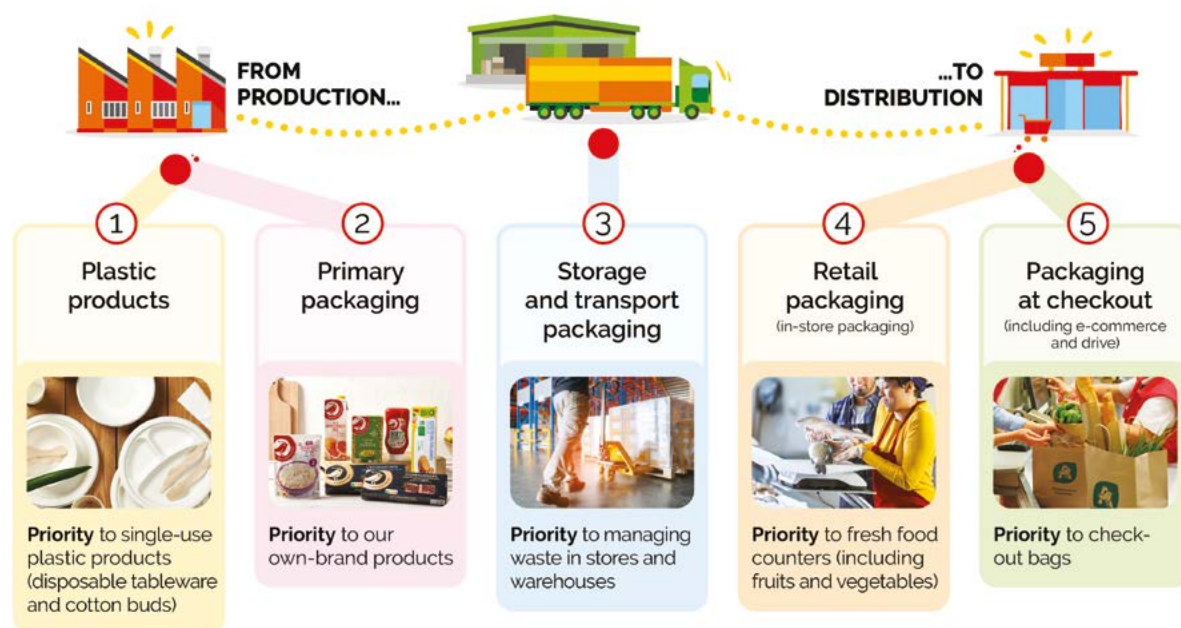 FROM
PRODUCTION...
...TO
DISTRIBUTION
1
Plastic
products
Priority to single-use
plastic products
(disposable tableware
and cotton buds)
2
Primary
packaging
Priority to our
own-brand products
3
Storage
and transport
packaging
Priority to managing
waste in stores and
warehouses
4
Retail
packaging
(in-store packaging)
Priority to fresh food
counters (including
fruits and vegetables)
5
Packaging
at checkout
(including e-commerce
and drive)
Priority to check-
out bags